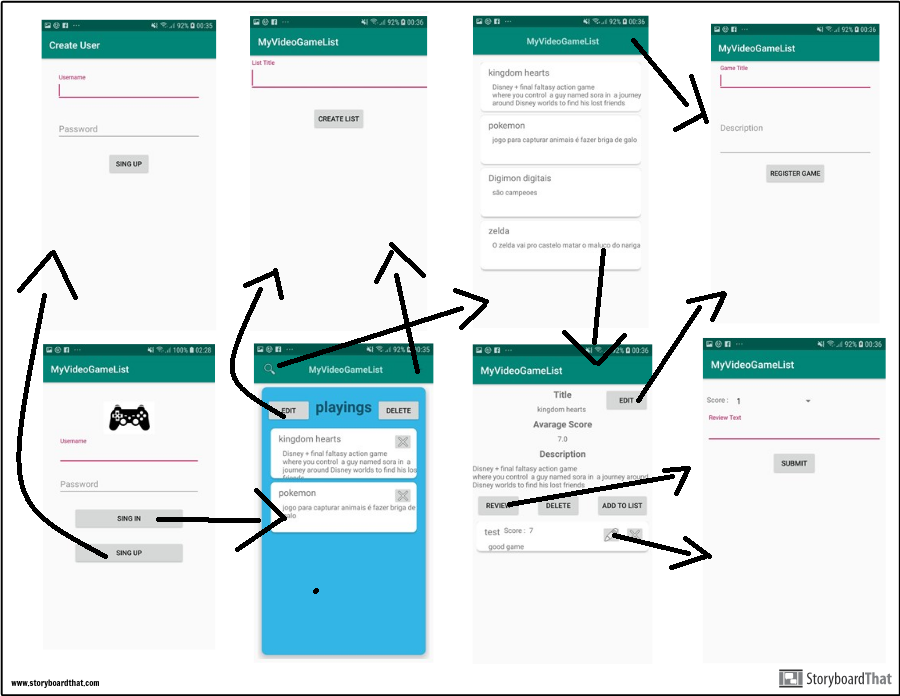 92% 00:35
Create User
Username
Password
SING UP
92% 00:36
MyVideoGameList
List Title
CREATE LIST
92% 00:36
MyVideoGameList
kingdom hearts
Disney + final faltasy action game
where you control a guy named sora in a journey
around Disney worlds to find his lost friends
pokemon
jogo para capturar animais é fazer briga de galo
Digimon digitais
são campeoes
zelda
O zelda vai pro castelo matar o maluco do nariga
92% 00:36
MyVideoGameList
Game Title
Description
REGISTER GAME
100% 02:28
MyVideoGameList
Username
Password
SING IN
SING UP
92% 00:35
MyVideoGameList
EDIT playings DELETE
kingdom hearts
Disney + final faltasy action game
where you control a guy named sora in a
journey around Disney worlds to find his los
friends
pokemon
jogo para capturar animais é fazer briga de
galo
92% 00:36
MyVideoGameList
Title
EDIT
kingdom hearts
Avarage Score
7.0
Description
Disney + final faltasy action game
where you control a guy named sora in a journey around
Disney worlds to find his lost friends
REVIEW DELETE ADD TO LIST
test Score : 7
good game
92% 00:36
MyVideoGameList
Score : 1
Review Text
SUBMIT
www.storyboardthat.com
StoryboardThat